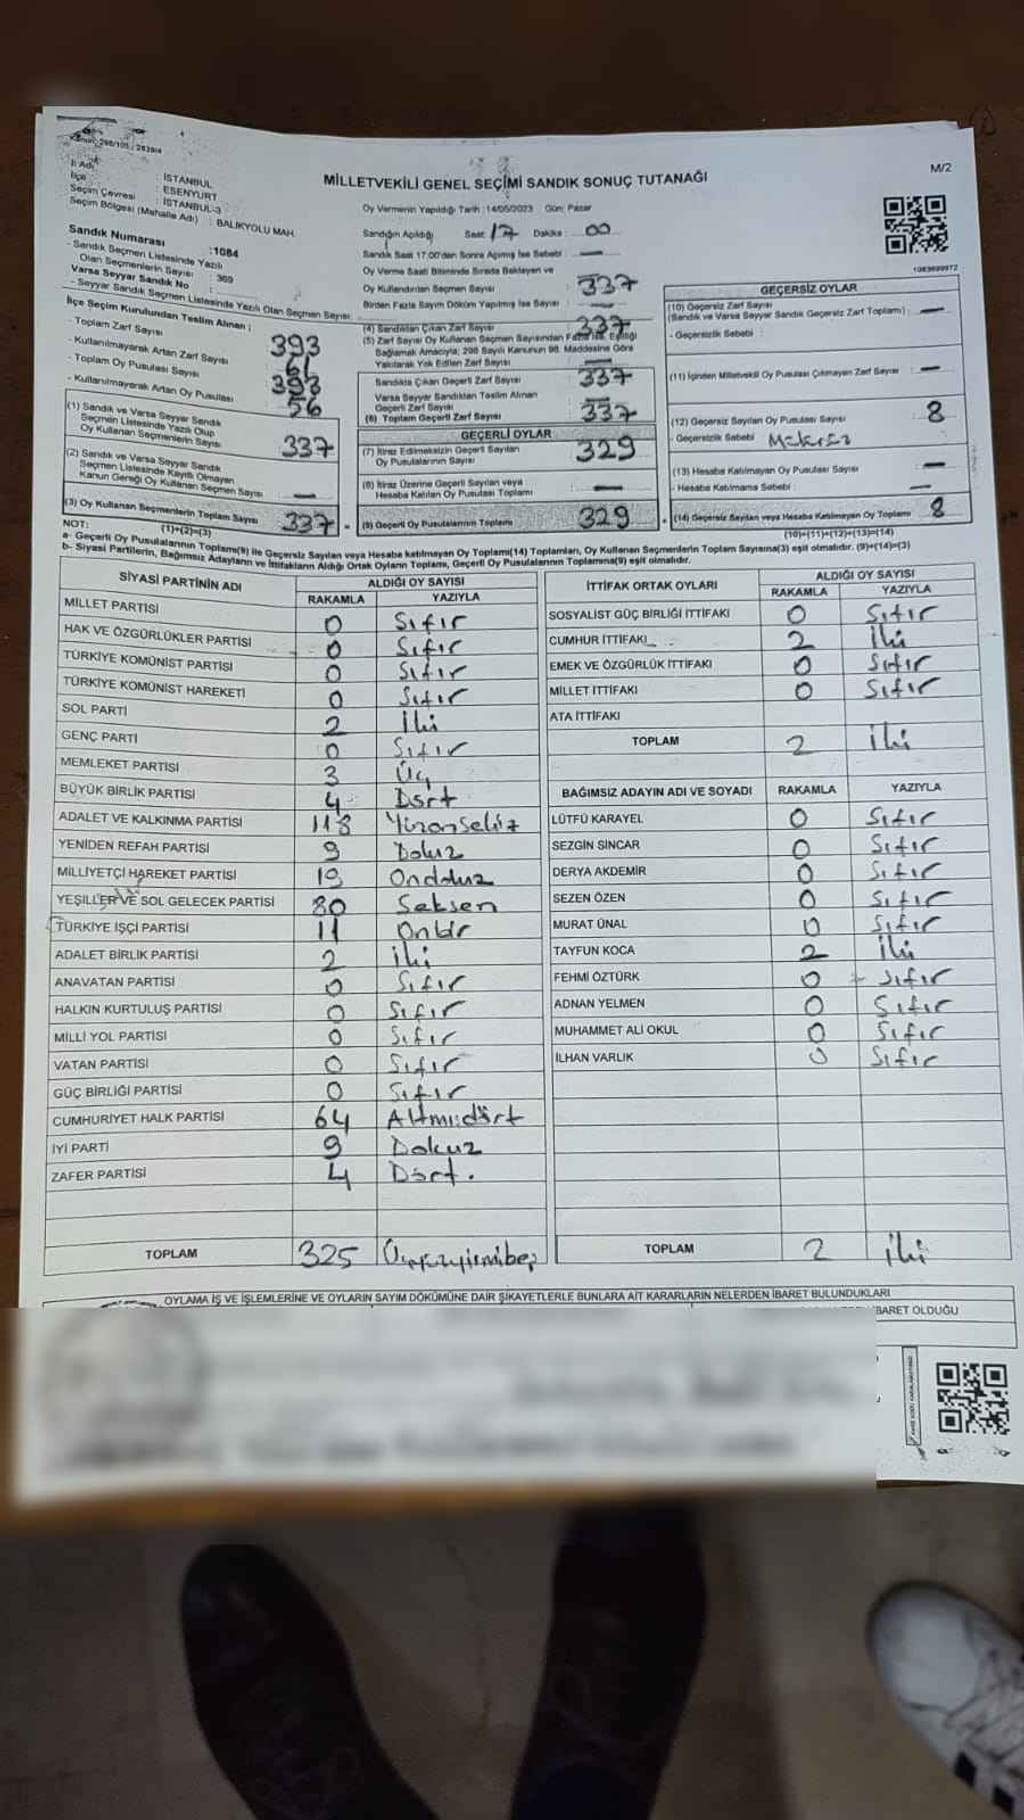 M/2
MİLLETVEKİLİ GENEL SEÇİMİ SANDIK SONUÇ TUTANAĞI
İl Adı : İSTANBUL
İlçe : ESENYURT
Seçim Çevresi : İSTANBUL-3
Seçim Bölgesi (Mahalle Adı) : BALIKYOLU MAH.
Sandık Numarası : 1084
- Sandık Seçmen Listesinde Yazılı
Olan Seçmenlerin Sayısı : 369
Varsa Seyyar Sandık No :
- Seyyar Sandık Seçmen Listesinde Yazılı Olan Seçmen Sayısı:
İlçe Seçim Kurulundan Teslim Alınan ;
- Toplam Zarf Sayısı 393
- Kullanılmayarak Artan Zarf Sayısı
- Toplam Oy Pusulası Sayısı 393
- Kullanılmayarak Artan Oy Pusulası 56
(1) Sandık ve Varsa Seyyar Sandık
Seçmen Listesinde Yazılı Olup
Oy Kullanan Seçmenlerin Sayısı 337
(2) Sandık ve Varsa Seyyar Sandık
Seçmen Listesinde Kayıtlı Olmayan
Kanun Gereği Oy Kullanan Seçmen Sayısı —
(3) Oy Kullanan Seçmenlerin Toplam Sayısı 337
(1)+(2)=(3)
Oy Vermenin Yapıldığı Tarih : 14/05/2023 Gün: Pazar
Sandığın Açıldığı Saat: 17 Dakika : 00
Sandık Saat 17.00'den Sonra Açılmış İse Sebebi : —
Oy Verme Saati Bitiminde Sırada Bekleyen ve
Oy Kullandırılan Seçmen Sayısı : 337
Birden Fazla Sayım Döküm Yapılmış İse Sayısı : —
(4) Sandıktan Çıkan Zarf Sayısı 337
(5) Zarf Sayısı Oy Kullanan Seçmen Sayısından Fazla İse, Eşitliği
Sağlamak Amacıyla; 298 Sayılı Kanunun 98. Maddesine Göre
Yakılarak Yok Edilen Zarf Sayısı —
Sandıkta Çıkan Geçerli Zarf Sayısı : 337
Varsa Seyyar Sandıktan Teslim Alınan
Geçerli Zarf Sayısı : —
(6) Toplam Geçerli Zarf Sayısı : 337
GEÇERLİ OYLAR
(7) İtiraz Edilmeksizin Geçerli Sayılan
Oy Pusulalarının Sayısı : 329
(8) İtiraz Üzerine Geçerli Sayılan veya
Hesaba Katılan Oy Pusulası Toplamı : —
(9) Geçerli Oy Pusulalarının Toplamı : 329
1083699972
GEÇERSİZ OYLAR
(10) Geçersiz Zarf Sayısı
(Sandık ve Varsa Seyyar Sandık Geçersiz Zarf Toplamı) : —
- Geçersizlik Sebebi :
(11) İçinden Milletvekili Oy Pusulası Çıkmayan Zarf Sayısı : —
(12) Geçersiz Sayılan Oy Pusulası Sayısı : 8
- Geçersizlik Sebebi :
(13) Hesaba Katılmayan Oy Pusulası Sayısı : —
- Hesaba Katılmama Sebebi : —
(14) Geçersiz Sayılan veya Hesaba Katılmayan Oy Toplamı : 8
(10)+(11)+(12)+(13)=(14)
NOT:
a- Geçerli Oy Pusulalarının Toplamı(9) ile Geçersiz Sayılan veya Hesaba katılmayan Oy Toplamı(14) Toplamları, Oy Kullanan Seçmenlerin Toplam Sayısına(3) eşit olmalıdır. (9)+(14)=(3)
b- Siyasi Partilerin, Bağımsız Adayların ve İttifakların Aldığı Ortak Oyların Toplamı, Geçerli Oy Pusulalarının Toplamına(9) eşit olmalıdır.
SİYASİ PARTİNİN ADI ALDIĞI OY SAYISI
RAKAMLA YAZIYLA
MİLLET PARTİSİ 0 Sıfır
HAK VE ÖZGÜRLÜKLER PARTİSİ 0 Sıfır
TÜRKİYE KOMÜNİST PARTİSİ 0 Sıfır
TÜRKİYE KOMÜNİST HAREKETİ 0 Sıfır
SOL PARTİ 2 İki
GENÇ PARTİ 0 Sıfır
MEMLEKET PARTİSİ 3 Üç
BÜYÜK BİRLİK PARTİSİ 4 Dört
ADALET VE KALKINMA PARTİSİ 118 Yüzonsekiz
YENİDEN REFAH PARTİSİ 9 Dokuz
MİLLİYETÇİ HAREKET PARTİSİ 19 Ondokuz
YEŞİLLER VE SOL GELECEK PARTİSİ 80 Seksen
TÜRKİYE İŞÇİ PARTİSİ 11 Onbir
ADALET BİRLİK PARTİSİ 2 iki
ANAVATAN PARTİSİ 0 Sıfır
HALKIN KURTULUŞ PARTİSİ 0 Sıfır
MİLLİ YOL PARTİSİ 0 Sıfır
VATAN PARTİSİ 0 Sıfır
GÜÇ BİRLİĞİ PARTİSİ 0 Sıfır
CUMHURİYET HALK PARTİSİ 64 Altmışdört
İYİ PARTİ 9 Dokuz
ZAFER PARTİSİ 4 Dört.
TOPLAM 325 Üçyüzyirmibeş
İTTİFAK ORTAK OYLARI ALDIĞI OY SAYISI
RAKAMLA YAZIYLA
SOSYALİST GÜÇ BİRLİĞİ İTTİFAKI 0 Sıfır
CUMHUR İTTİFAKI 2 İki
EMEK VE ÖZGÜRLÜK İTTİFAKI 0 Sıfır
MİLLET İTTİFAKI 0 Sıfır
ATA İTTİFAKI
TOPLAM 2 iki
BAĞIMSIZ ADAYIN ADI VE SOYADI RAKAMLA YAZIYLA
LÜTFÜ KARAYEL 0 Sıfır
SEZGİN SİNCAR 0 Sıfır
DERYA AKDEMİR 0 Sıfır
SEZEN ÖZEN 0 Sıfır
MURAT ÜNAL 0 Sıfır
TAYFUN KOCA 2 İki
FEHMİ ÖZTÜRK 0 Sıfır
ADNAN YELMEN 0 Sıfır
MUHAMMET ALİ OKUL 0 Sıfır
İLHAN VARLIK 0 Sıfır
TOPLAM 2 iki
OYLAMA İŞ VE İŞLEMLERİNE VE OYLARIN SAYIM DÖKÜMÜNE DAİR ŞİKAYETLERLE BUNLARA AİT KARARLARIN NELERDEN İBARET BULUNDUKLARI
İBARET OLDUĞU